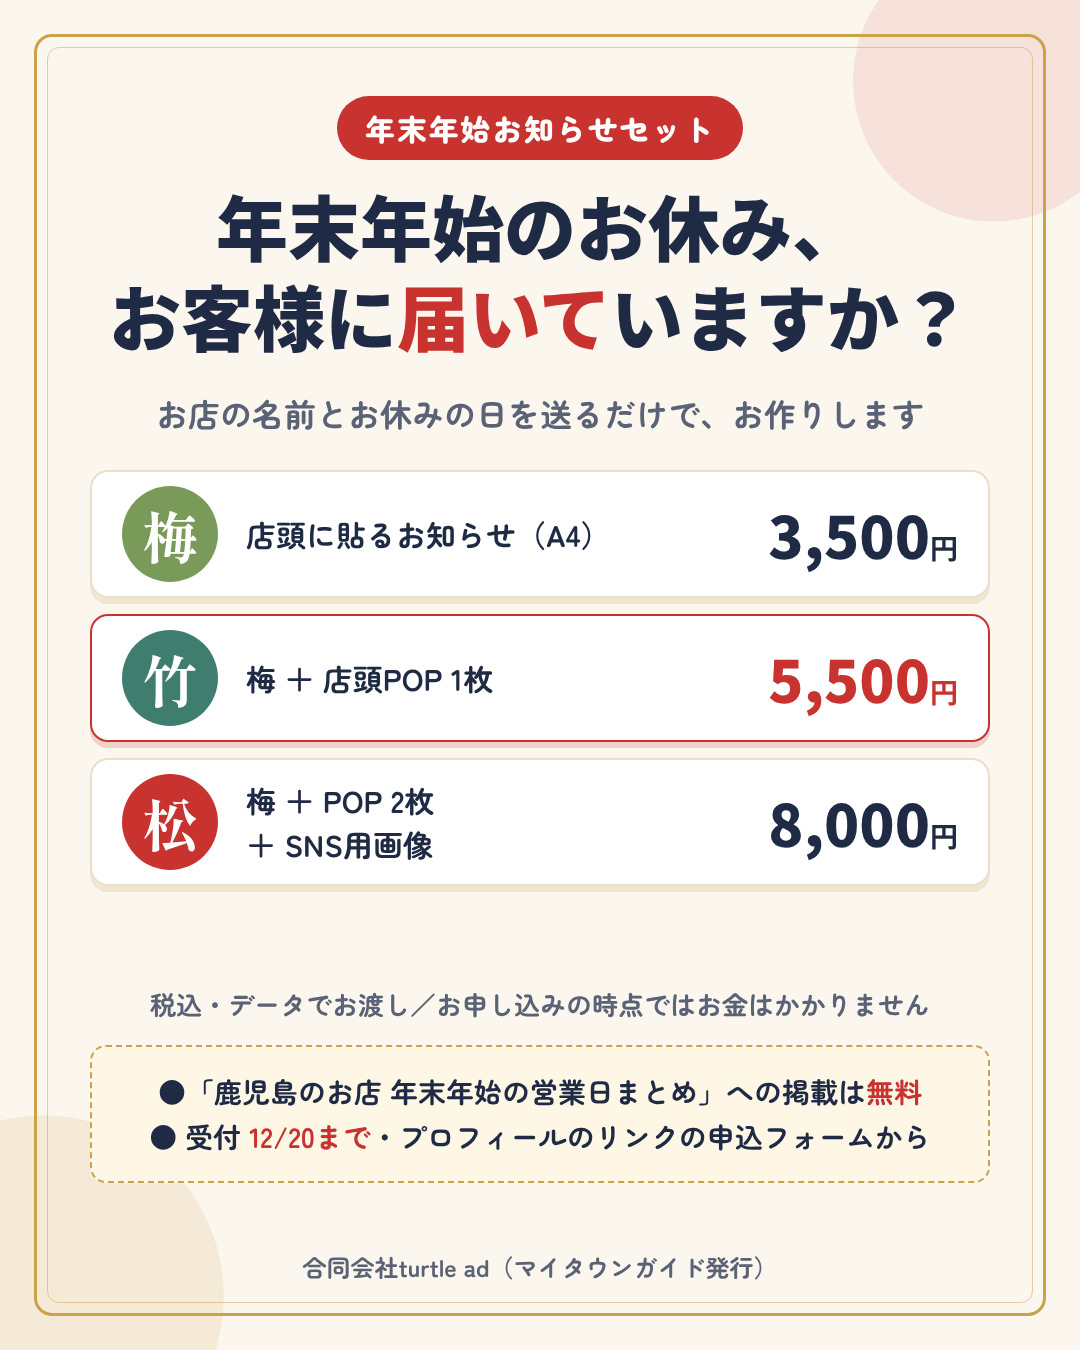 年末年始お知らせセット
年末年始のお休み、
お客様に届いていますか？
お店の名前とお休みの日を送るだけで、お作りします
梅 店頭に貼るお知らせ（A4） 3,500円
竹 梅 ＋ 店頭POP 1枚 5,500円
松 梅 ＋ POP 2枚
＋ SNS用画像 8,000円
税込・データでお渡し／お申し込みの時点ではお金はかかりません
●「鹿児島のお店 年末年始の営業日まとめ」への掲載は無料
● 受付 12/20まで・プロフィールのリンクの申込フォームから
合同会社turtle ad（マイタウンガイド発行）